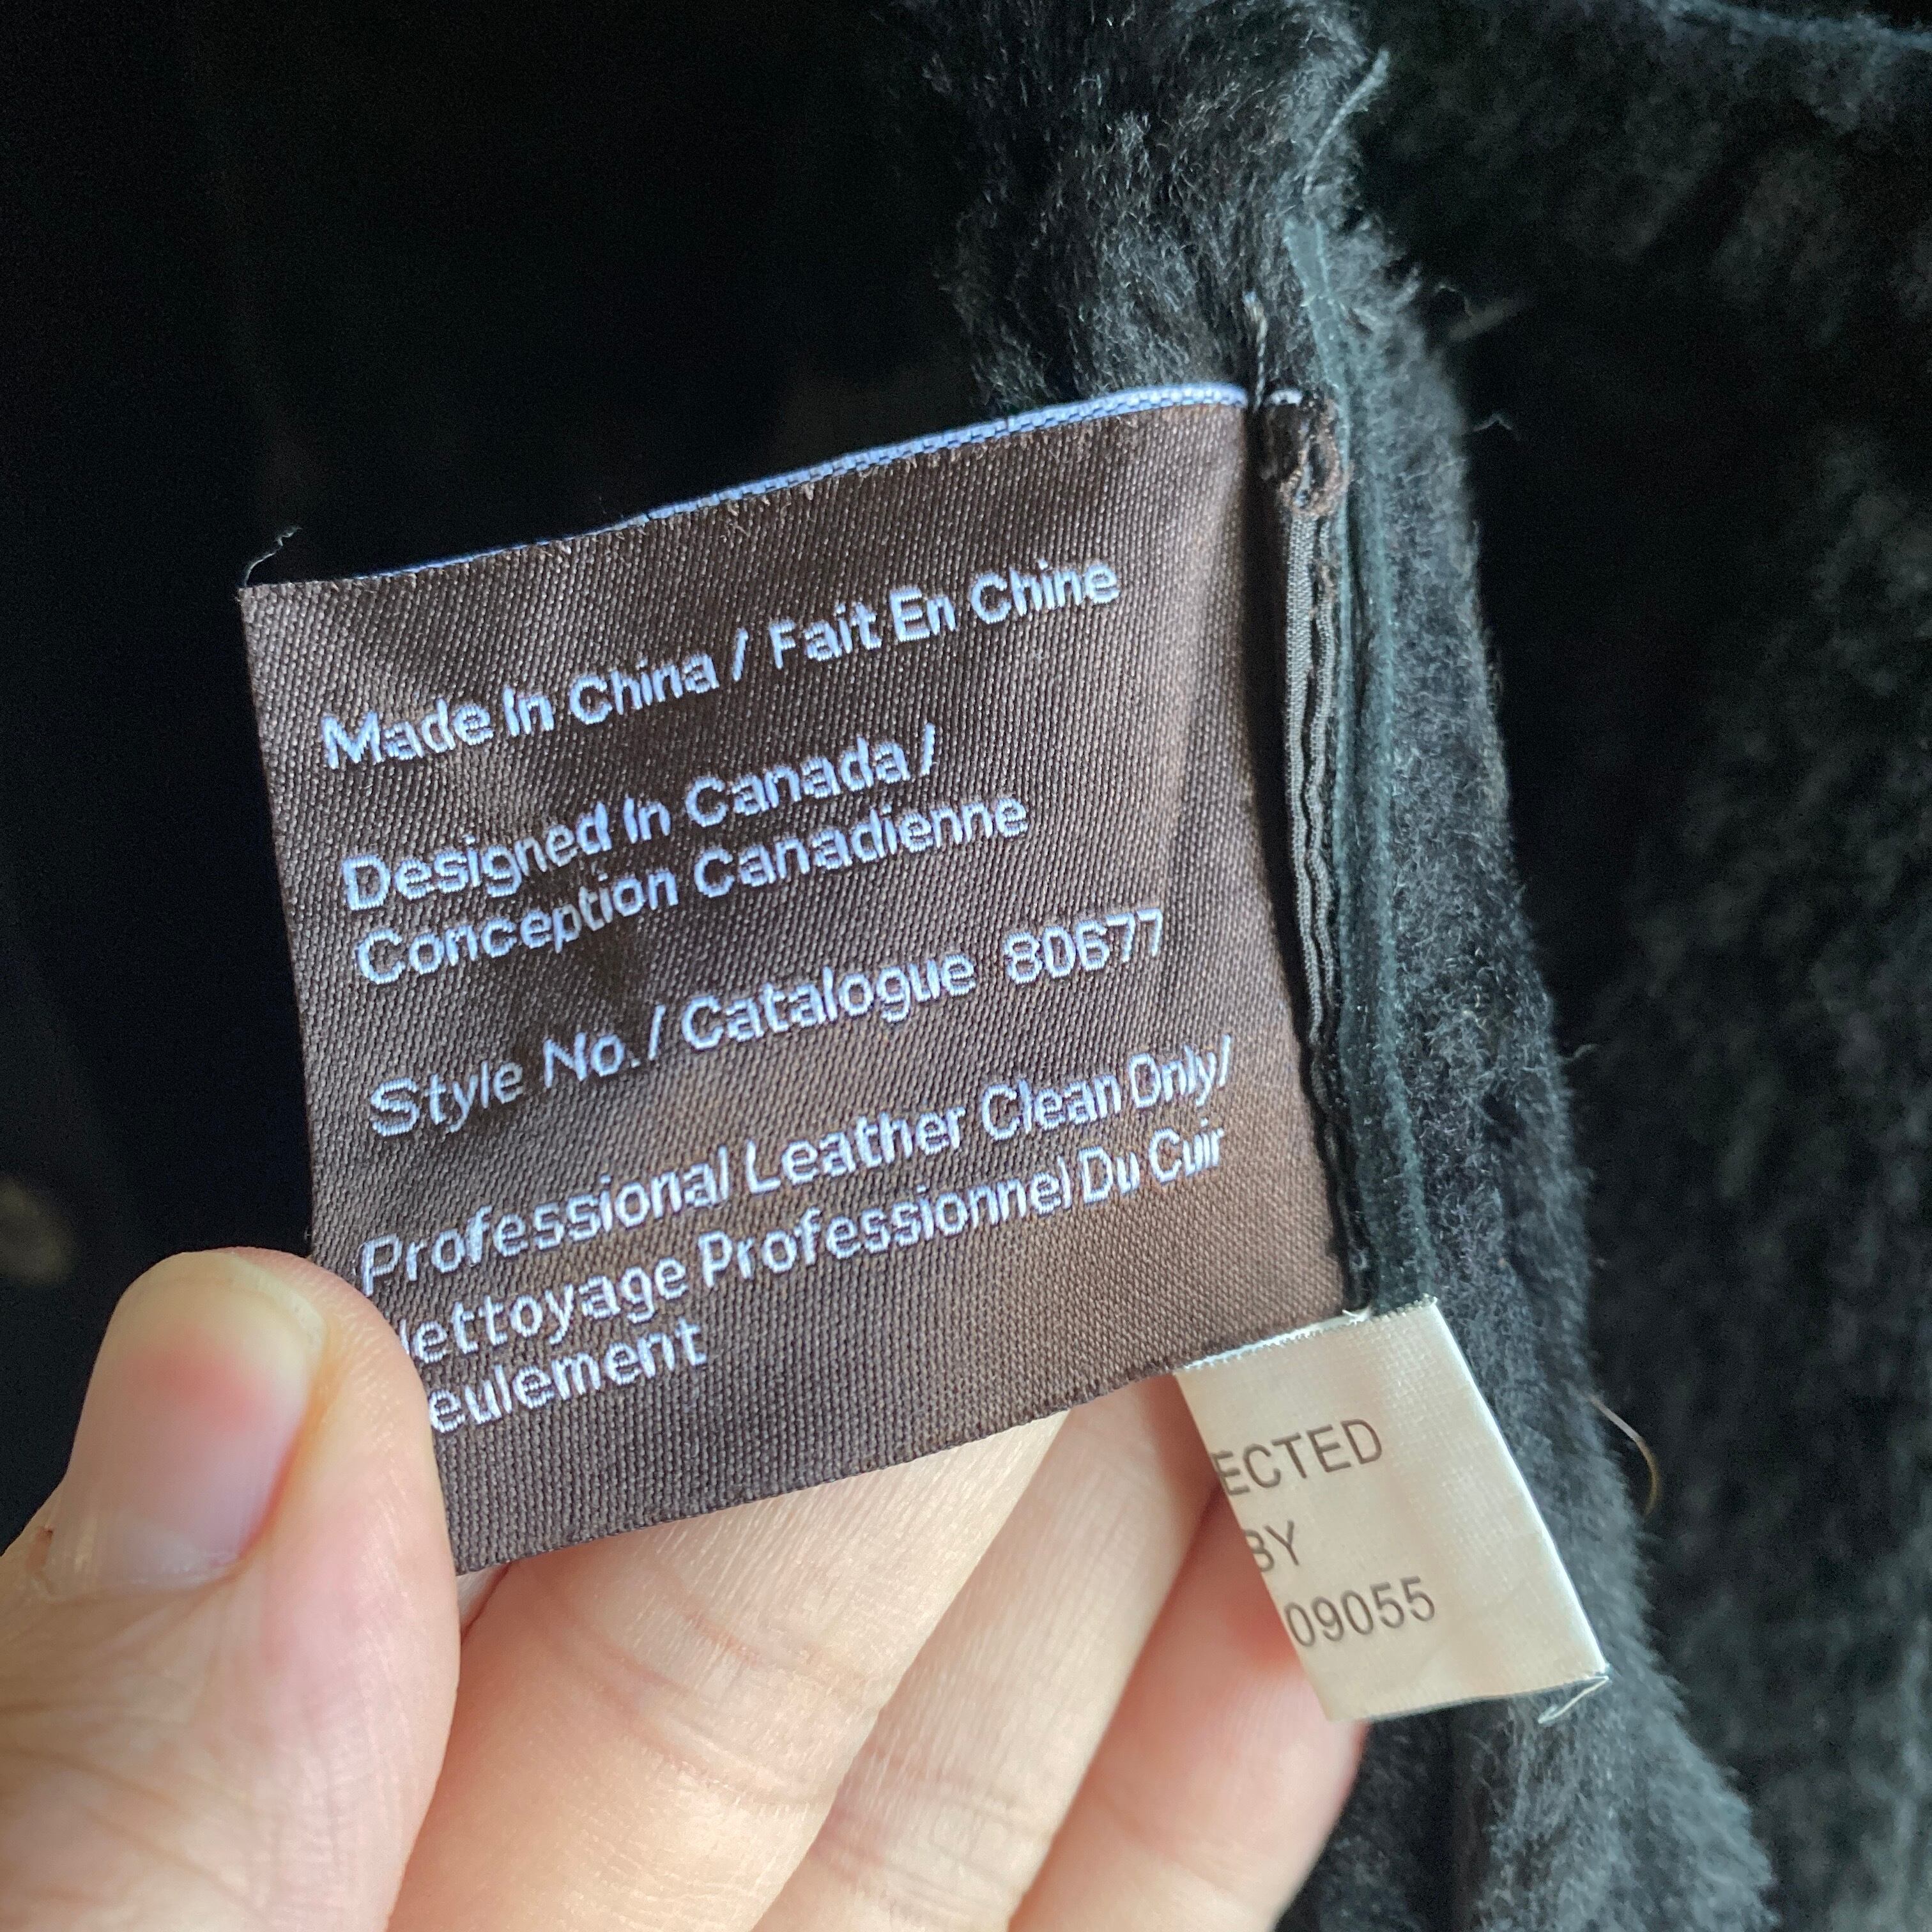 Made In China / Fait En Chine
Designed In Canada /
Conception Canadienne
Style No. / Catalogue 80677
Professional Leather Clean Only/
ettoyage Professionnel Du Cuir
eulement
ECTED
BY
09055